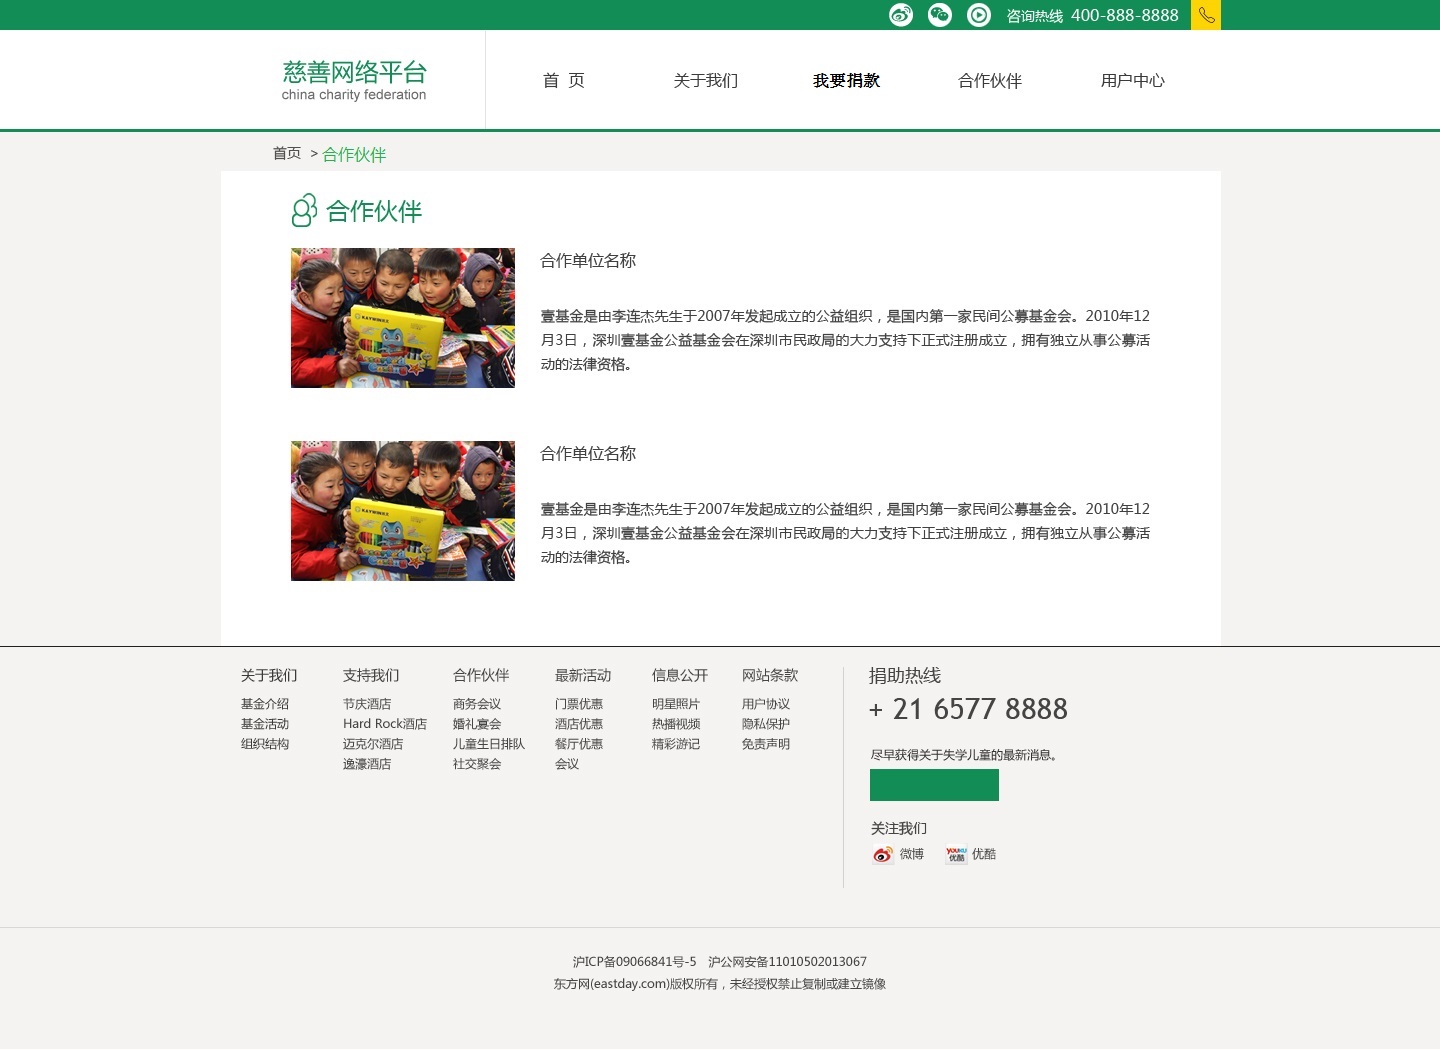 咨询热线 400-888-8888
慈善网络平台
china charity federation
首 页
关于我们
我要捐款
合作伙伴
用户中心
首页 > 合作伙伴
合作伙伴
合作单位名称
壹基金是由李连杰先生于2007年发起成立的公益组织，是国内第一家民间公募基金会。2010年12
月3日，深圳壹基金公益基金会在深圳市民政局的大力支持下正式注册成立，拥有独立从事公募活
动的法律资格。
合作单位名称
壹基金是由李连杰先生于2007年发起成立的公益组织，是国内第一家民间公募基金会。2010年12
月3日，深圳壹基金公益基金会在深圳市民政局的大力支持下正式注册成立，拥有独立从事公募活
动的法律资格。
关于我们
基金介绍
基金活动
组织结构
支持我们
节庆酒店
Hard Rock酒店
迈克尔酒店
逸濠酒店
合作伙伴
商务会议
婚礼宴会
儿童生日排队
社交聚会
最新活动
门票优惠
酒店优惠
餐厅优惠
会议
信息公开
明星照片
热播视频
精彩游记
网站条款
用户协议
隐私保护
免责声明
捐助热线
+ 21 6577 8888
尽早获得关于失学儿童的最新消息。
关注我们
微博
YOUKU
优酷
优酷
沪ICP备09066841号-5 沪公网安备11010502013067
东方网(eastday.com)版权所有，未经授权禁止复制或建立镜像